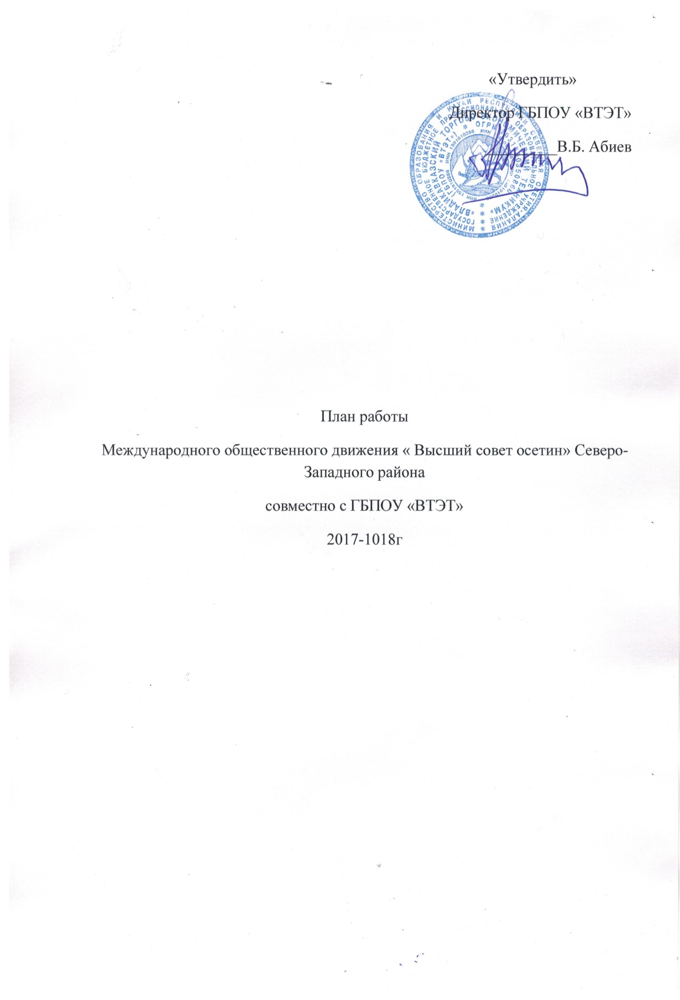 «Утвердить»
Директор ГБПОУ «ВТЭТ»
В.Б. Абиев
МИНИСТЕРСТВО ОБРАЗОВАНИЯ И НАУКИ РЕСПУБЛИКИ СЕВЕРНАЯ ОСЕТИЯ-АЛАНИЯ
ГОСУДАРСТВЕННОЕ БЮДЖЕТНОЕ ПРОФЕССИОНАЛЬНОЕ ОБРАЗОВАТЕЛЬНОЕ УЧРЕЖДЕНИЕ
«ВЛАДИКАВКАЗСКИЙ ТОРГОВО-ЭКОНОМИЧЕСКИЙ ТЕХНИКУМ»
(ГБПОУ «ВТЭТ») * ОГРН
ИНН 1501010266 ИНН
План работы
Международного общественного движения « Высший совет осетин» Северо-
Западного района
совместно с ГБПОУ «ВТЭТ»
2017-1018г